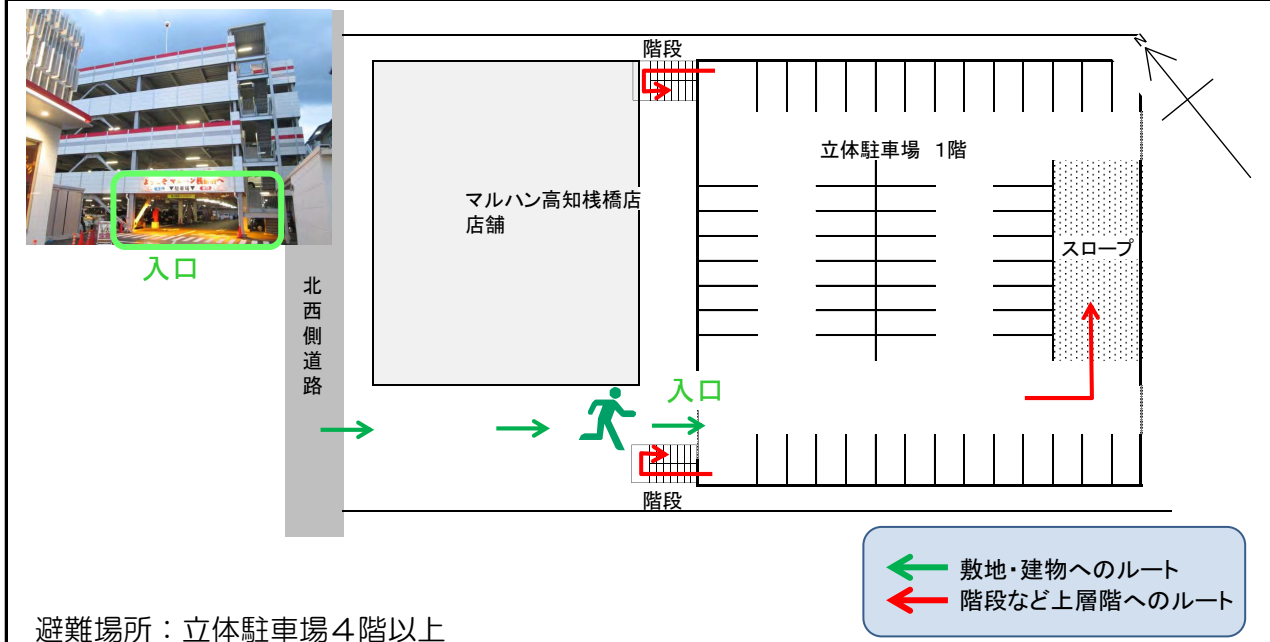 階段
N
立体駐車場 1階
マルハン高知桟橋店
店舗
スロープ
入口
北西側道路
入口
階段
敷地・建物へのルート
階段など上層階へのルート
避難場所：立体駐車場４階以上